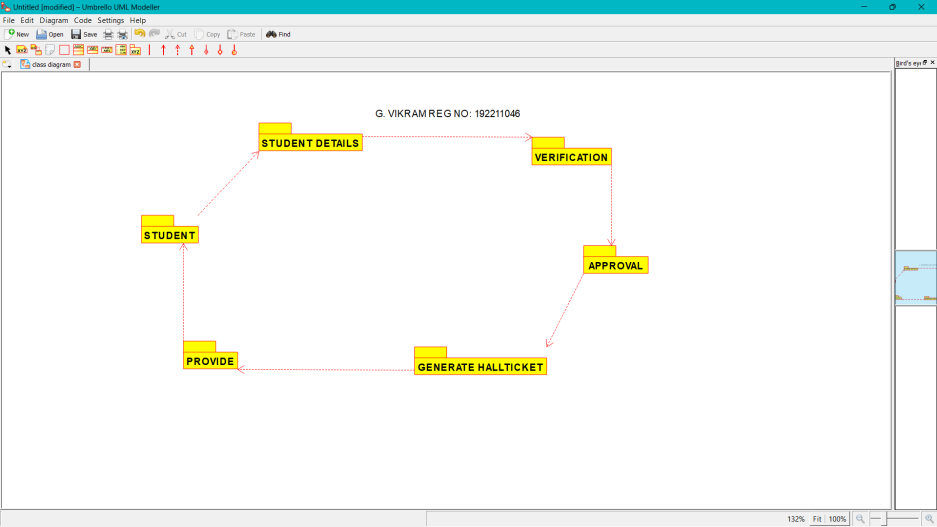 Untitled [modified] – Umbrello UML Modeller
File Edit Diagram Code Settings Help
New Open Save Cut Copy Paste Find
class diagram
Bird's eye
G. VIKRAM REG NO: 192211046
STUDENT DETAILS
VERIFICATION
STUDENT
APPROVAL
PROVIDE
GENERATE HALLTICKET
132% Fit 100%